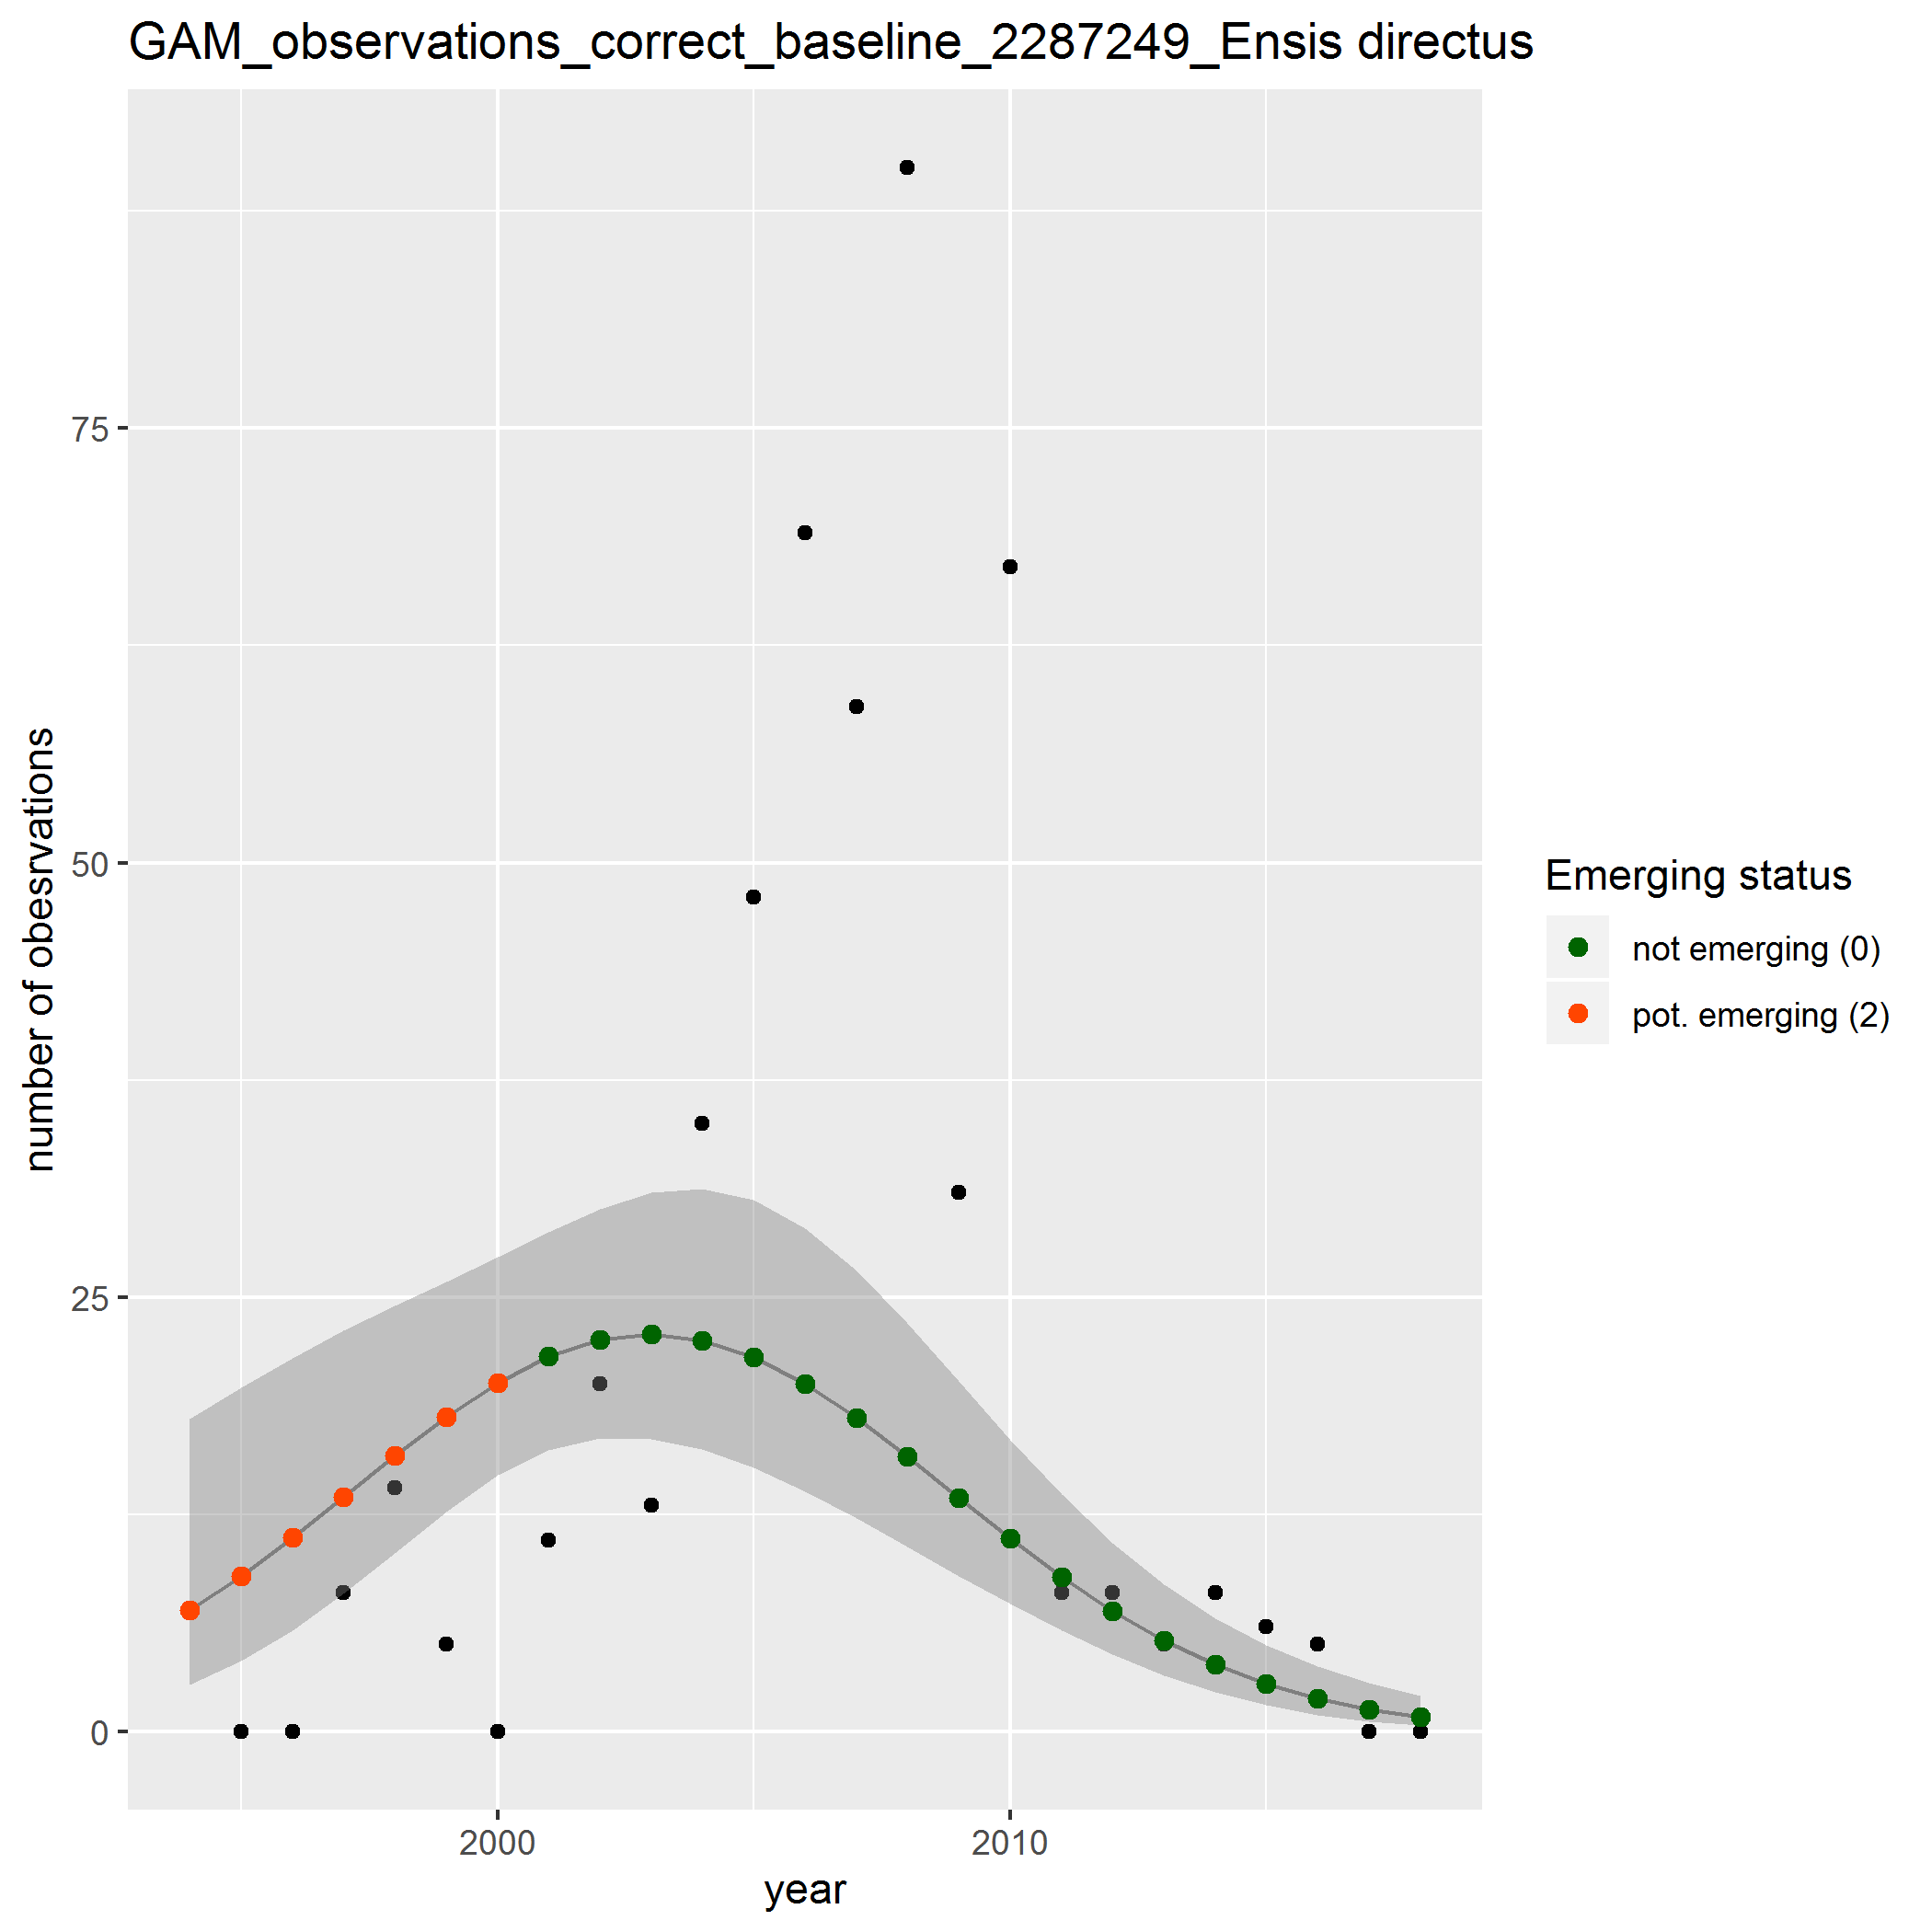 GAM_observations_correct_baseline_2287249_Ensis directus
75
50
25
0
number of obesrvations
2000
2010
year
Emerging status
not emerging (0)
pot. emerging (2)